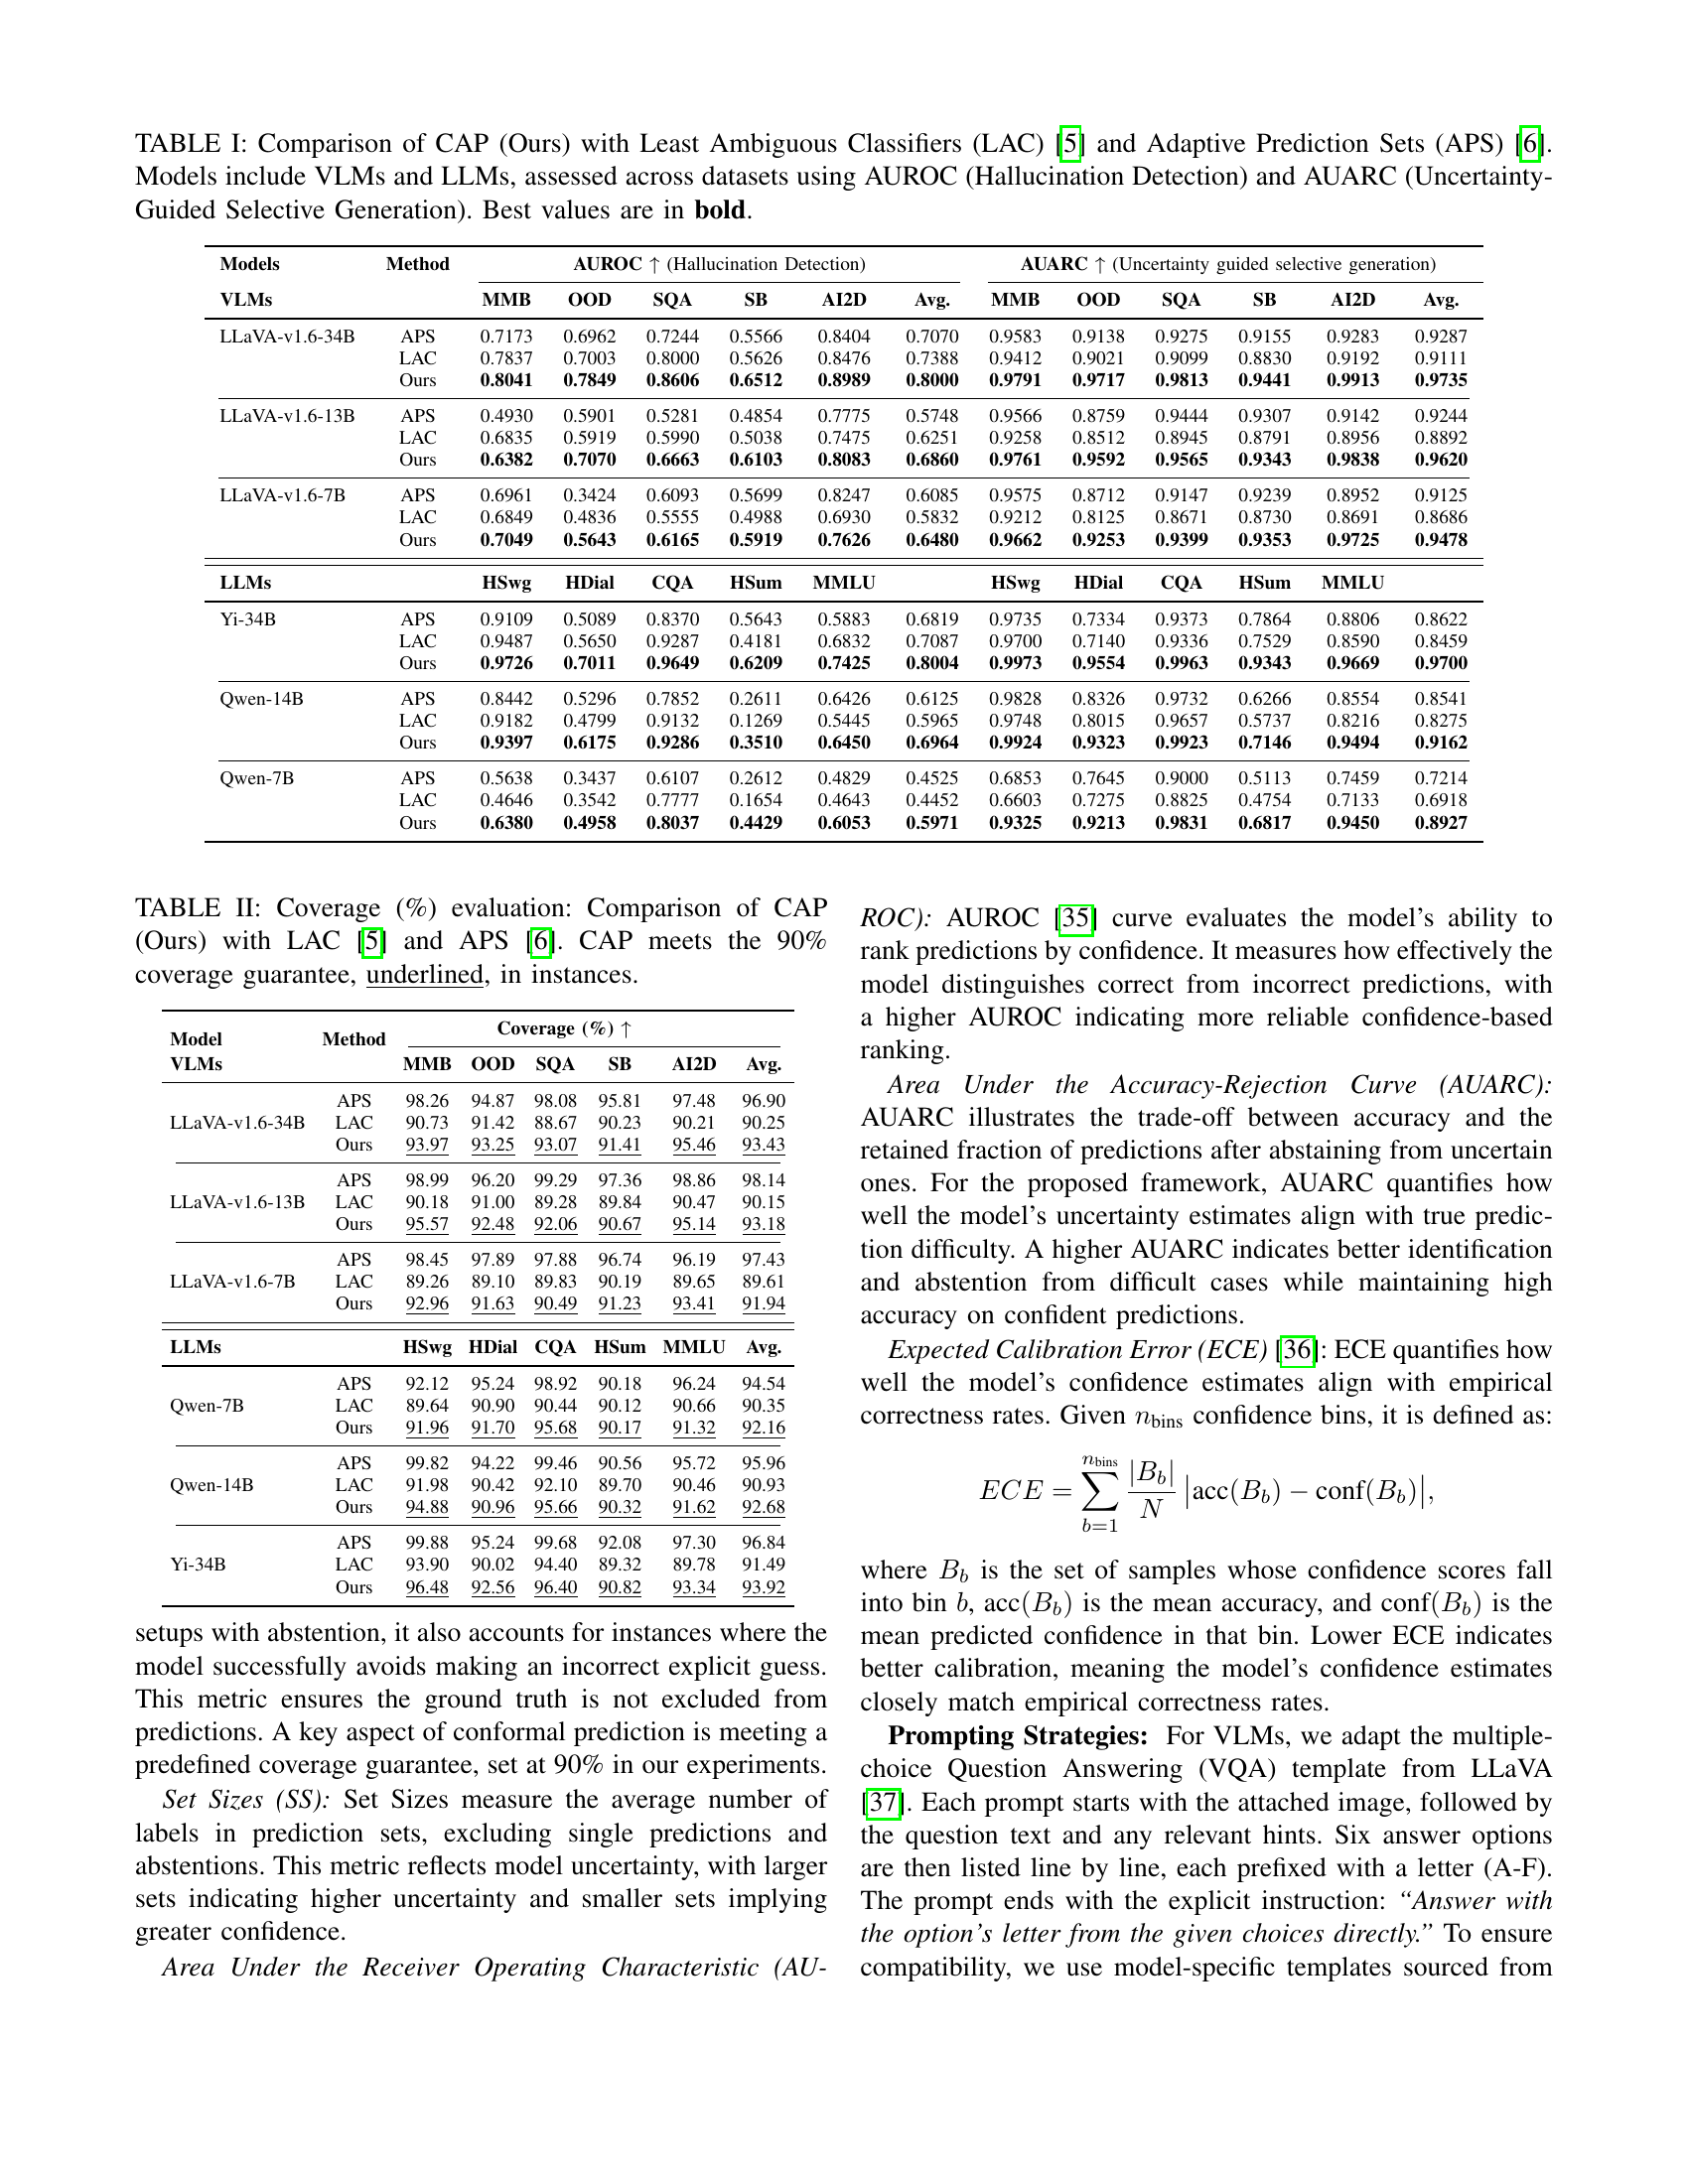 TABLE I: Comparison of CAP (Ours) with Least Ambiguous Classifiers (LAC) [5] and Adaptive Prediction Sets (APS) [6].
Models include VLMs and LLMs, assessed across datasets using AUROC (Hallucination Detection) and AUARC (Uncertainty-
Guided Selective Generation). Best values are in bold.
Models Method AUROC ↑ (Hallucination Detection) AUARC ↑ (Uncertainty guided selective generation)
VLMs MMB OOD SQA SB AI2D Avg. MMB OOD SQA SB AI2D Avg.
LLaVA-v1.6-34B APS 0.7173 0.6962 0.7244 0.5566 0.8404 0.7070 0.9583 0.9138 0.9275 0.9155 0.9283 0.9287
LAC 0.7837 0.7003 0.8000 0.5626 0.8476 0.7388 0.9412 0.9021 0.9099 0.8830 0.9192 0.9111
Ours 0.8041 0.7849 0.8606 0.6512 0.8989 0.8000 0.9791 0.9717 0.9813 0.9441 0.9913 0.9735
LLaVA-v1.6-13B APS 0.4930 0.5901 0.5281 0.4854 0.7775 0.5748 0.9566 0.8759 0.9444 0.9307 0.9142 0.9244
LAC 0.6835 0.5919 0.5990 0.5038 0.7475 0.6251 0.9258 0.8512 0.8945 0.8791 0.8956 0.8892
Ours 0.6382 0.7070 0.6663 0.6103 0.8083 0.6860 0.9761 0.9592 0.9565 0.9343 0.9838 0.9620
LLaVA-v1.6-7B APS 0.6961 0.3424 0.6093 0.5699 0.8247 0.6085 0.9575 0.8712 0.9147 0.9239 0.8952 0.9125
LAC 0.6849 0.4836 0.5555 0.4988 0.6930 0.5832 0.9212 0.8125 0.8671 0.8730 0.8691 0.8686
Ours 0.7049 0.5643 0.6165 0.5919 0.7626 0.6480 0.9662 0.9253 0.9399 0.9353 0.9725 0.9478
LLMs HSwg HDial CQA HSum MMLU HSwg HDial CQA HSum MMLU
Yi-34B APS 0.9109 0.5089 0.8370 0.5643 0.5883 0.6819 0.9735 0.7334 0.9373 0.7864 0.8806 0.8622
LAC 0.9487 0.5650 0.9287 0.4181 0.6832 0.7087 0.9700 0.7140 0.9336 0.7529 0.8590 0.8459
Ours 0.9726 0.7011 0.9649 0.6209 0.7425 0.8004 0.9973 0.9554 0.9963 0.9343 0.9669 0.9700
Qwen-14B APS 0.8442 0.5296 0.7852 0.2611 0.6426 0.6125 0.9828 0.8326 0.9732 0.6266 0.8554 0.8541
LAC 0.9182 0.4799 0.9132 0.1269 0.5445 0.5965 0.9748 0.8015 0.9657 0.5737 0.8216 0.8275
Ours 0.9397 0.6175 0.9286 0.3510 0.6450 0.6964 0.9924 0.9323 0.9923 0.7146 0.9494 0.9162
Qwen-7B APS 0.5638 0.3437 0.6107 0.2612 0.4829 0.4525 0.6853 0.7645 0.9000 0.5113 0.7459 0.7214
LAC 0.4646 0.3542 0.7777 0.1654 0.4643 0.4452 0.6603 0.7275 0.8825 0.4754 0.7133 0.6918
Ours 0.6380 0.4958 0.8037 0.4429 0.6053 0.5971 0.9325 0.9213 0.9831 0.6817 0.9450 0.8927
TABLE II: Coverage (%) evaluation: Comparison of CAP
(Ours) with LAC [5] and APS [6]. CAP meets the 90%
coverage guarantee, underlined, in instances.
Model Method Coverage (%) ↑
VLMs MMB OOD SQA SB AI2D Avg.
APS 98.26 94.87 98.08 95.81 97.48 96.90
LLaVA-v1.6-34B LAC 90.73 91.42 88.67 90.23 90.21 90.25
Ours 93.97 93.25 93.07 91.41 95.46 93.43
APS 98.99 96.20 99.29 97.36 98.86 98.14
LLaVA-v1.6-13B LAC 90.18 91.00 89.28 89.84 90.47 90.15
Ours 95.57 92.48 92.06 90.67 95.14 93.18
APS 98.45 97.89 97.88 96.74 96.19 97.43
LLaVA-v1.6-7B LAC 89.26 89.10 89.83 90.19 89.65 89.61
Ours 92.96 91.63 90.49 91.23 93.41 91.94
LLMs HSwg HDial CQA HSum MMLU Avg.
APS 92.12 95.24 98.92 90.18 96.24 94.54
Qwen-7B LAC 89.64 90.90 90.44 90.12 90.66 90.35
Ours 91.96 91.70 95.68 90.17 91.32 92.16
APS 99.82 94.22 99.46 90.56 95.72 95.96
Qwen-14B LAC 91.98 90.42 92.10 89.70 90.46 90.93
Ours 94.88 90.96 95.66 90.32 91.62 92.68
APS 99.88 95.24 99.68 92.08 97.30 96.84
Yi-34B LAC 93.90 90.02 94.40 89.32 89.78 91.49
Ours 96.48 92.56 96.40 90.82 93.34 93.92
setups with abstention, it also accounts for instances where the
model successfully avoids making an incorrect explicit guess.
This metric ensures the ground truth is not excluded from
predictions. A key aspect of conformal prediction is meeting a
predefined coverage guarantee, set at 90% in our experiments.
Set Sizes (SS): Set Sizes measure the average number of
labels in prediction sets, excluding single predictions and
abstentions. This metric reflects model uncertainty, with larger
sets indicating higher uncertainty and smaller sets implying
greater confidence.
Area Under the Receiver Operating Characteristic (AU-
ROC): AUROC [35] curve evaluates the model's ability to
rank predictions by confidence. It measures how effectively the
model distinguishes correct from incorrect predictions, with
a higher AUROC indicating more reliable confidence-based
ranking.
Area Under the Accuracy-Rejection Curve (AUARC):
AUARC illustrates the trade-off between accuracy and the
retained fraction of predictions after abstaining from uncertain
ones. For the proposed framework, AUARC quantifies how
well the model's uncertainty estimates align with true predic-
tion difficulty. A higher AUARC indicates better identification
and abstention from difficult cases while maintaining high
accuracy on confident predictions.
Expected Calibration Error (ECE) [36]: ECE quantifies how
well the model's confidence estimates align with empirical
correctness rates. Given n_bins confidence bins, it is defined as:
ECE = ∑_{b=1}^{n_bins} |B_b|/N |acc(B_b) − conf(B_b)|,
where B_b is the set of samples whose confidence scores fall
into bin b, acc(B_b) is the mean accuracy, and conf(B_b) is the
mean predicted confidence in that bin. Lower ECE indicates
better calibration, meaning the model's confidence estimates
closely match empirical correctness rates.
Prompting Strategies: For VLMs, we adapt the multiple-
choice Question Answering (VQA) template from LLaVA
[37]. Each prompt starts with the attached image, followed by
the question text and any relevant hints. Six answer options
are then listed line by line, each prefixed with a letter (A-F).
The prompt ends with the explicit instruction: “Answer with
the option's letter from the given choices directly.” To ensure
compatibility, we use model-specific templates sourced from